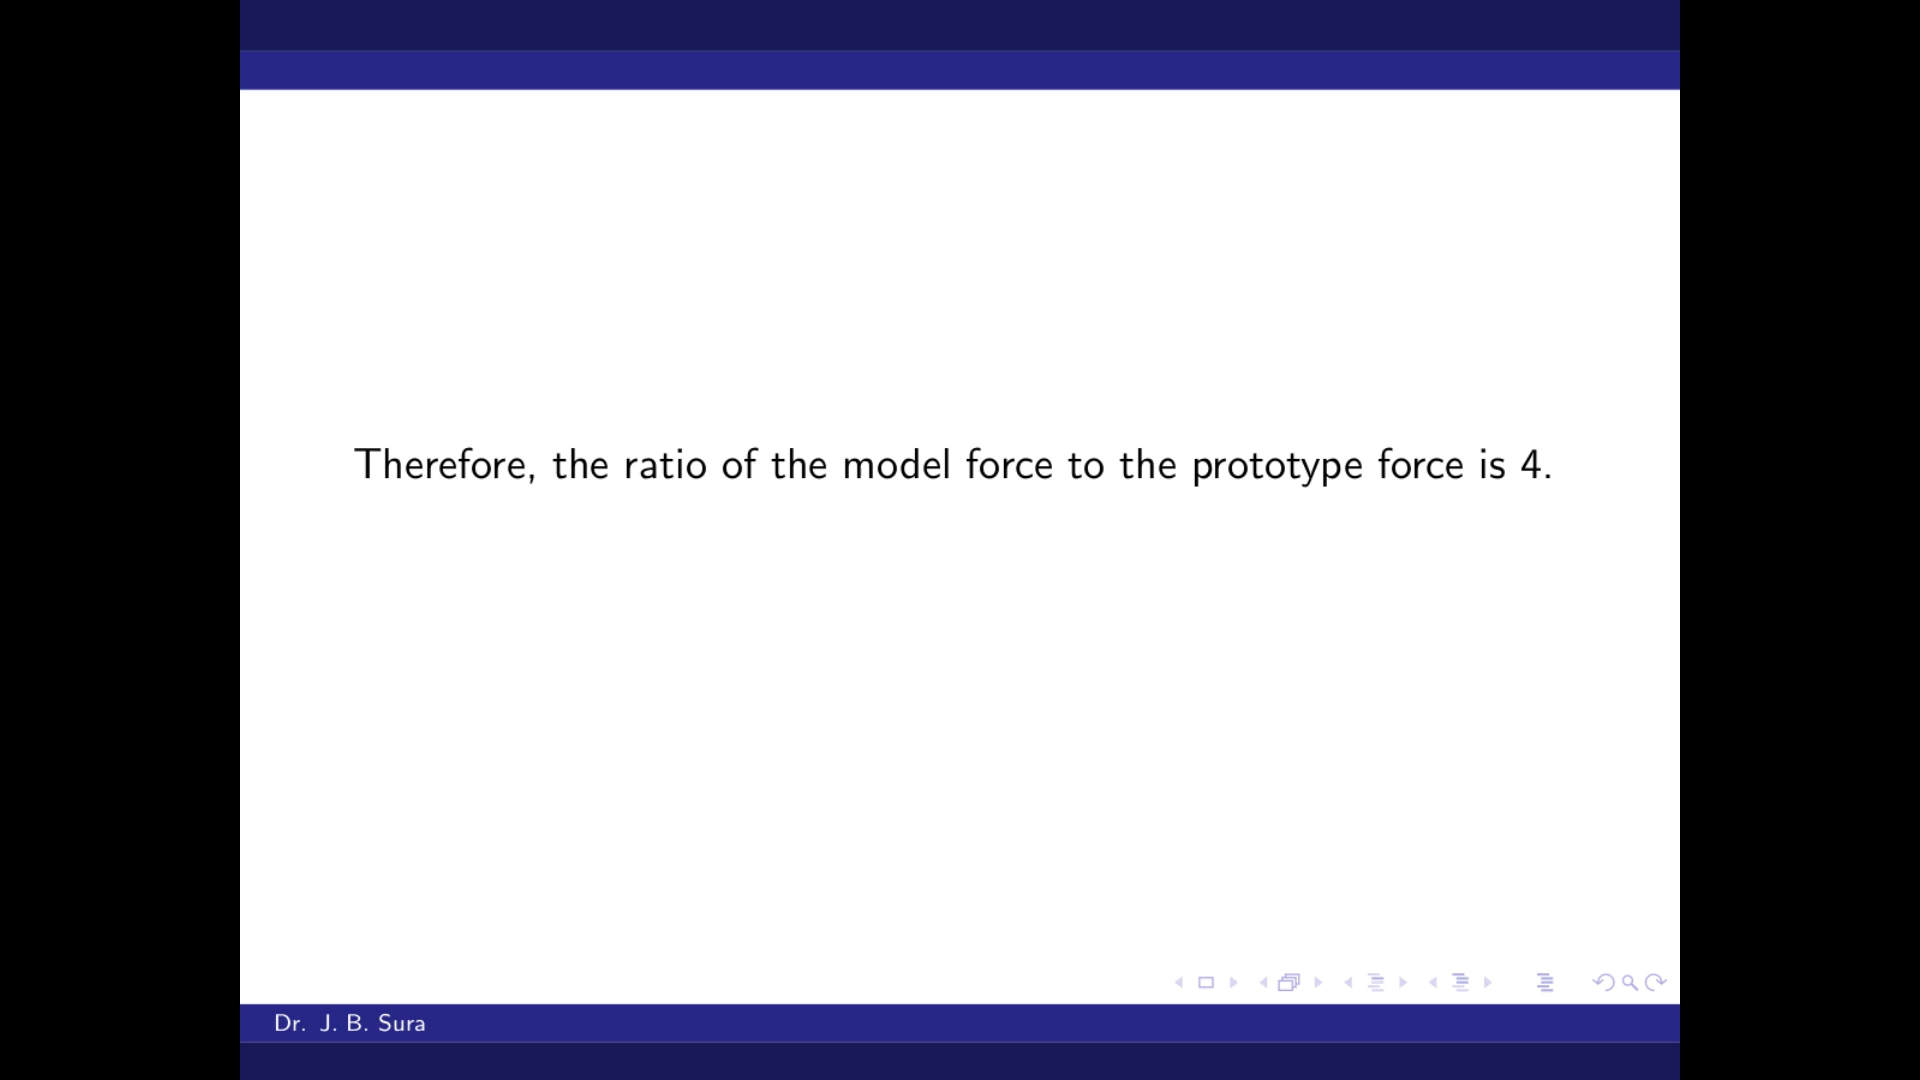 Therefore, the ratio of the model force to the prototype force is 4.
Dr. J. B. Sura